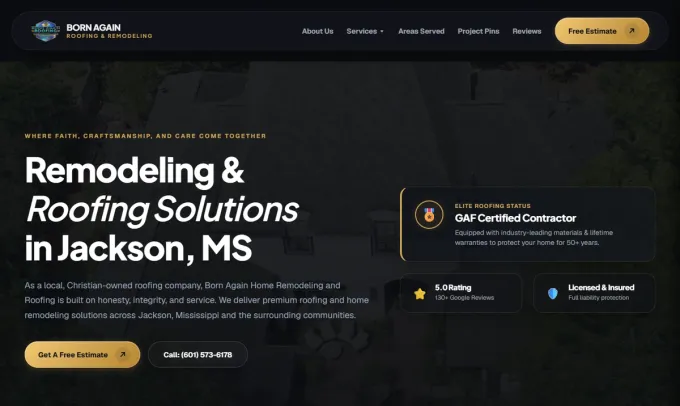 BORN AGAIN
ROOFING & REMODELING
About Us
Services
Areas Served
Project Pins
Reviews
Free Estimate
WHERE FAITH, CRAFTSMANSHIP, AND CARE COME TOGETHER
Remodeling &
Roofing Solutions
in Jackson, MS
As a local, Christian-owned roofing company, Born Again Home Remodeling and
Roofing is built on honesty, integrity, and service. We deliver premium roofing and home
remodeling solutions across Jackson, Mississippi and the surrounding communities.
Get A Free Estimate
Call: (601) 573-6178
ELITE ROOFING STATUS
GAF Certified Contractor
Equipped with industry-leading materials & lifetime
warranties to protect your home for 50+ years.
5.0 Rating
130+ Google Reviews
Licensed & Insured
Full liability protection